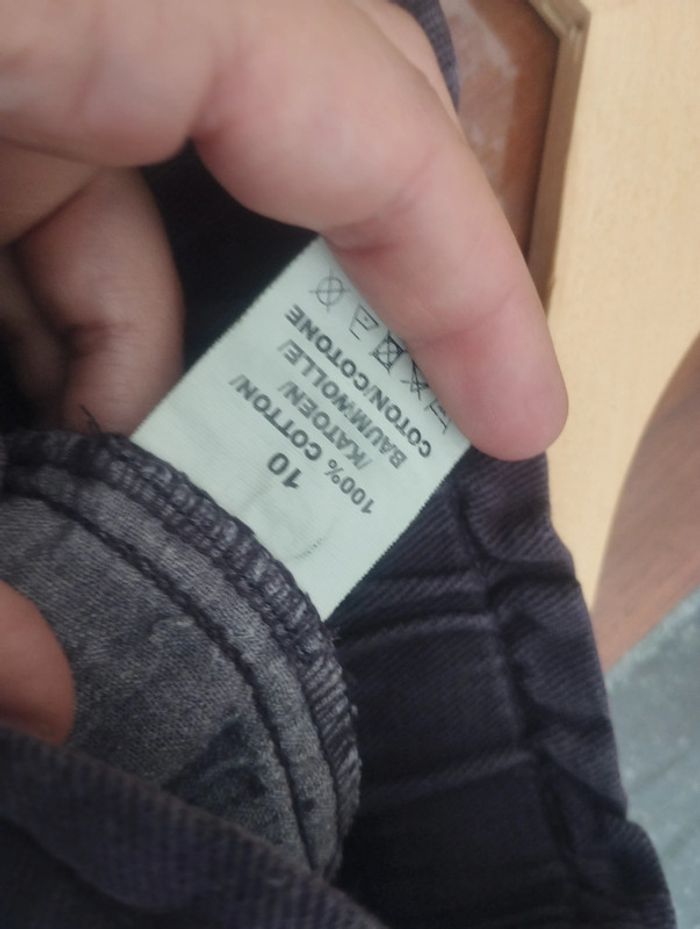 10
100% COTTON/
/KATOEN/
BAUMWOLLE/
COTON/COTONE